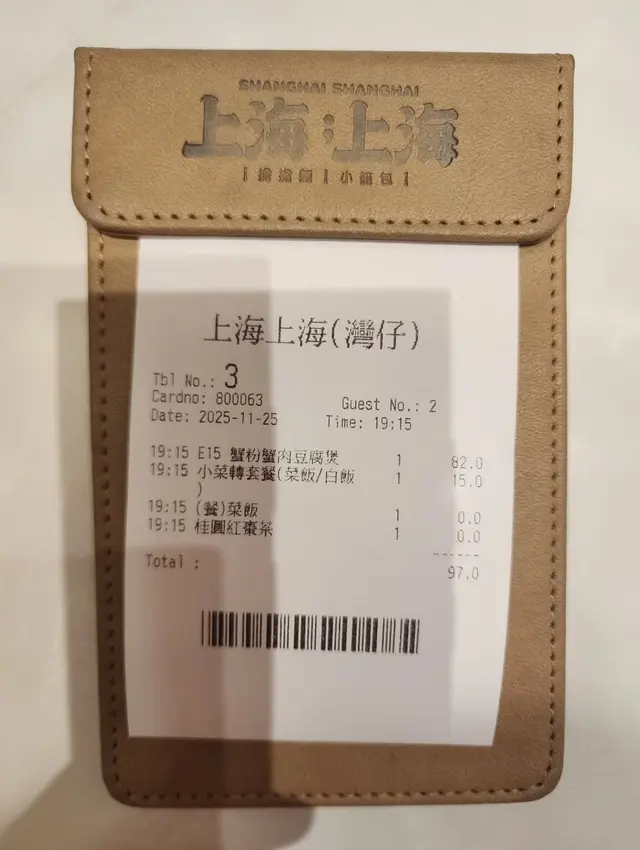 SHANGHAI SHANGHAI
上海:上海
小籠包
上海上海(灣仔)
Tbl No.: 3
Cardno: 800063 Guest No.: 2
Date: 2025-11-25 Time: 19:15
19:15 E15 蟹粉蟹肉豆腐煲 1 82.0
19:15 小菜轉套餐(菜飯/白飯 1 15.0
)
19:15 (餐)菜飯 1 0.0
19:15 桂圓紅棗茶 1 0.0
------
Total : 97.0